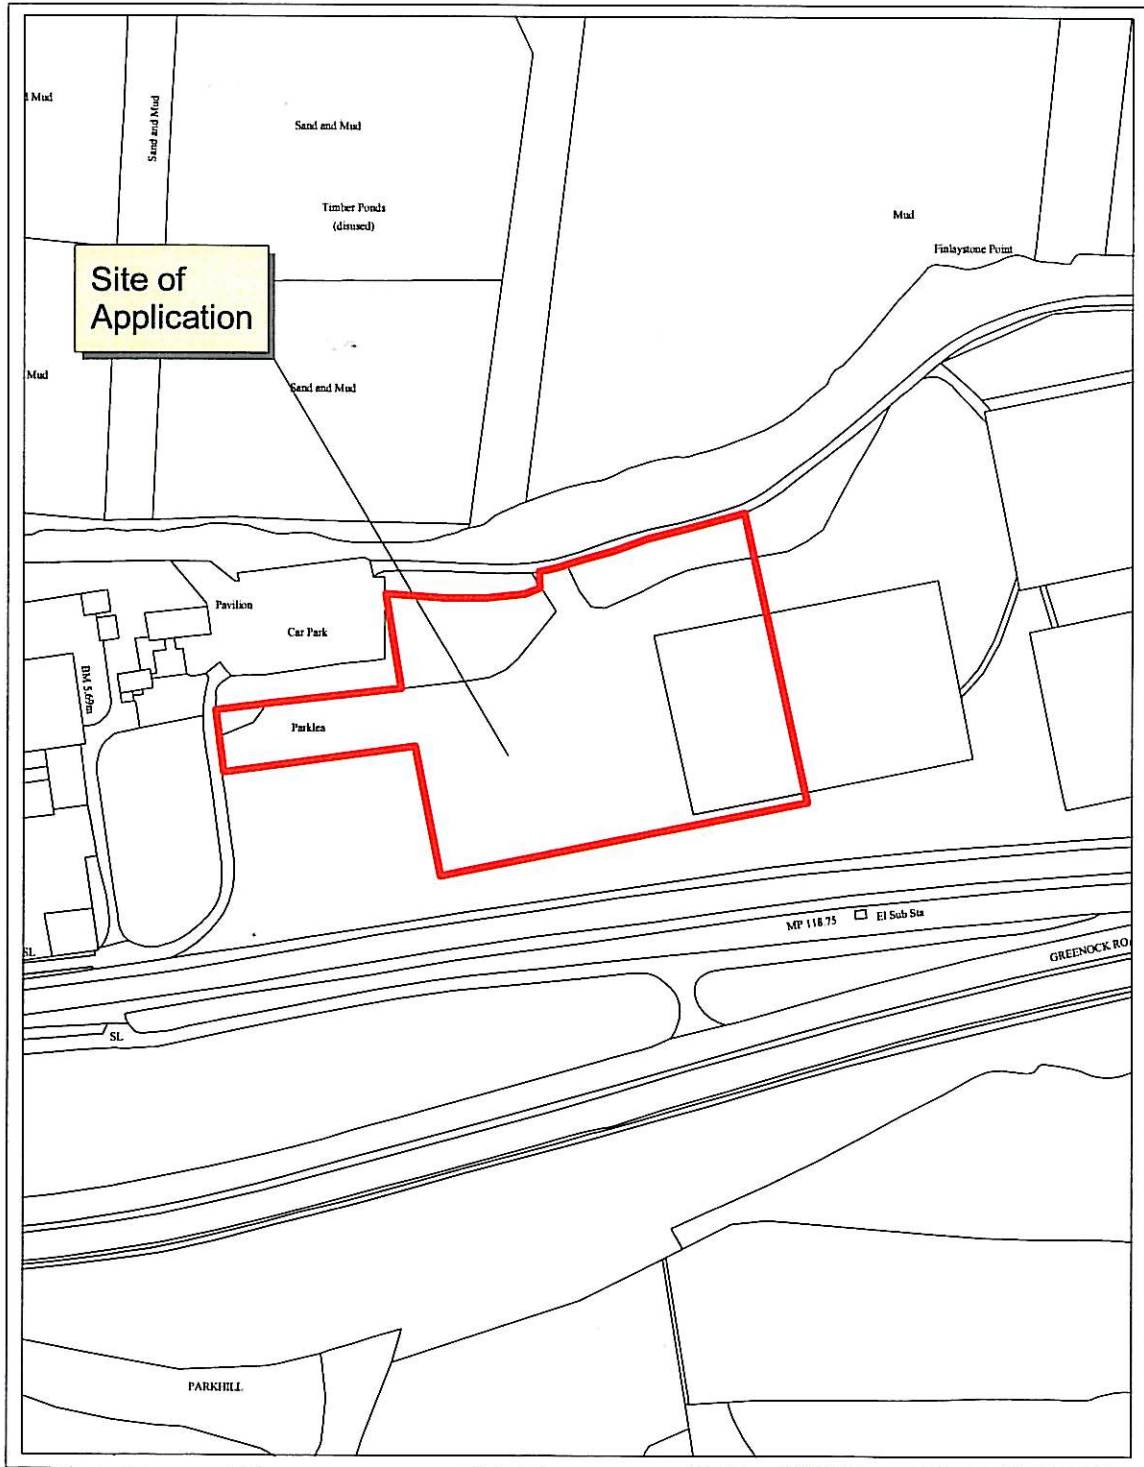 Mud
Sand and Mud
Sand and Mud
Timber Ponds
(disused)
Mud
Finlaystone Point
Site of
Application
Mud
Sand and Mud
Pavilion
Car Park
BM 5.69m
Parklea
MP 118.75
El Sub Sta
SL
GREENOCK RO
SL
PARKHILL